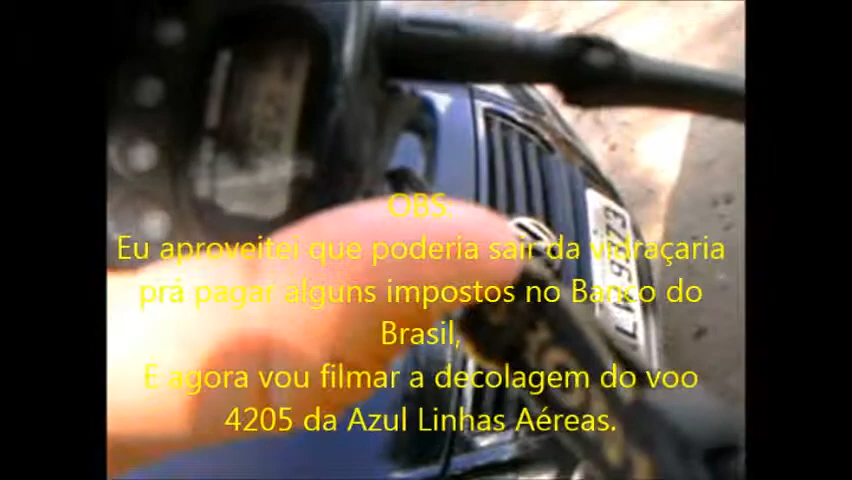 OBS:
Eu aproveitei que poderia sair da vidraçaria
prá pagar alguns impostos no Banco do
Brasil,
E agora vou filmar a decolagem do voo
4205 da Azul Linhas Aéreas.